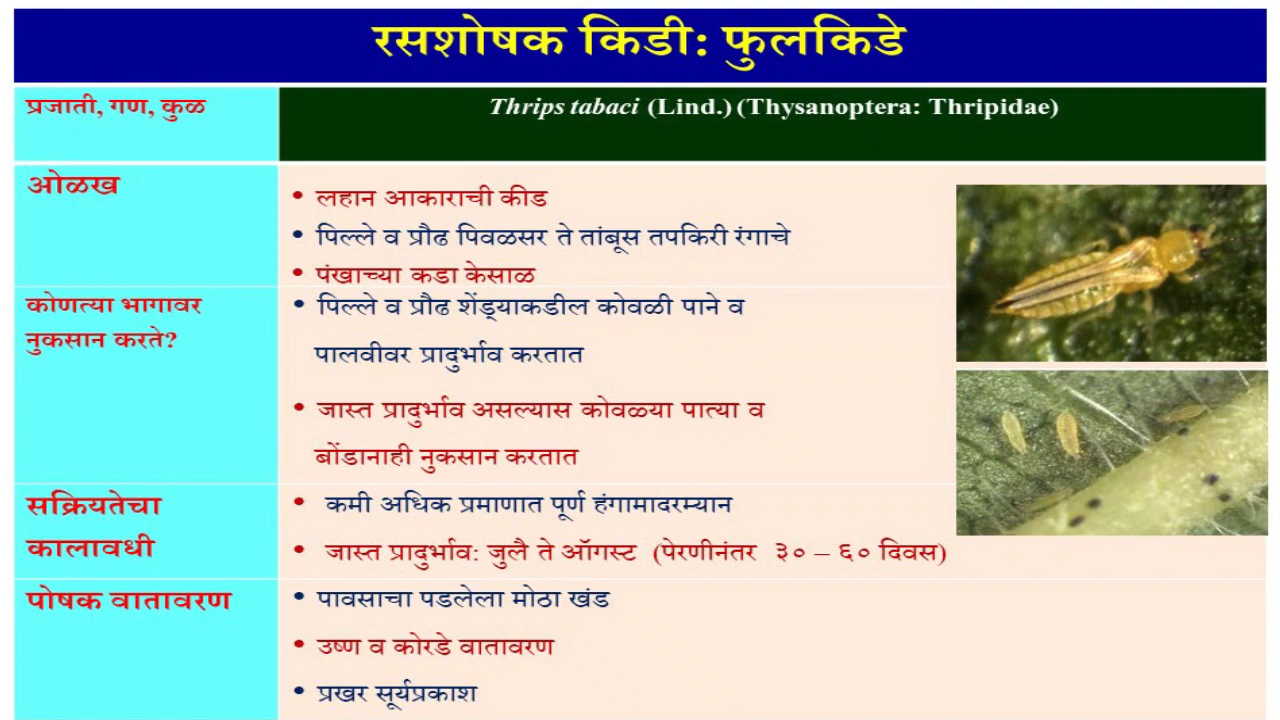 रसशोषक किडी: फुलकिडे
प्रजाती, गण, कुळ
Thrips tabaci (Lind.) (Thysanoptera: Thripidae)
ओळख
• लहान आकाराची कीड
• पिल्ले व प्रौढ पिवळसर ते तांबूस तपकिरी रंगाचे
• पंखाच्या कडा केसाळ
कोणत्या भागावर
नुकसान करते?
• पिल्ले व प्रौढ शेंड्याकडील कोवळी पाने व
पालवीवर प्रादुर्भाव करतात
• जास्त प्रादुर्भाव असल्यास कोवळ्या पात्या व
बोंडानाही नुकसान करतात
सक्रियतेचा
कालावधी
• कमी अधिक प्रमाणात पूर्ण हंगामादरम्यान
• जास्त प्रादुर्भाव: जुलै ते ऑगस्ट (पेरणीनंतर ३० – ६० दिवस)
पोषक वातावरण
• पावसाचा पडलेला मोठा खंड
• उष्ण व कोरडे वातावरण
• प्रखर सूर्यप्रकाश